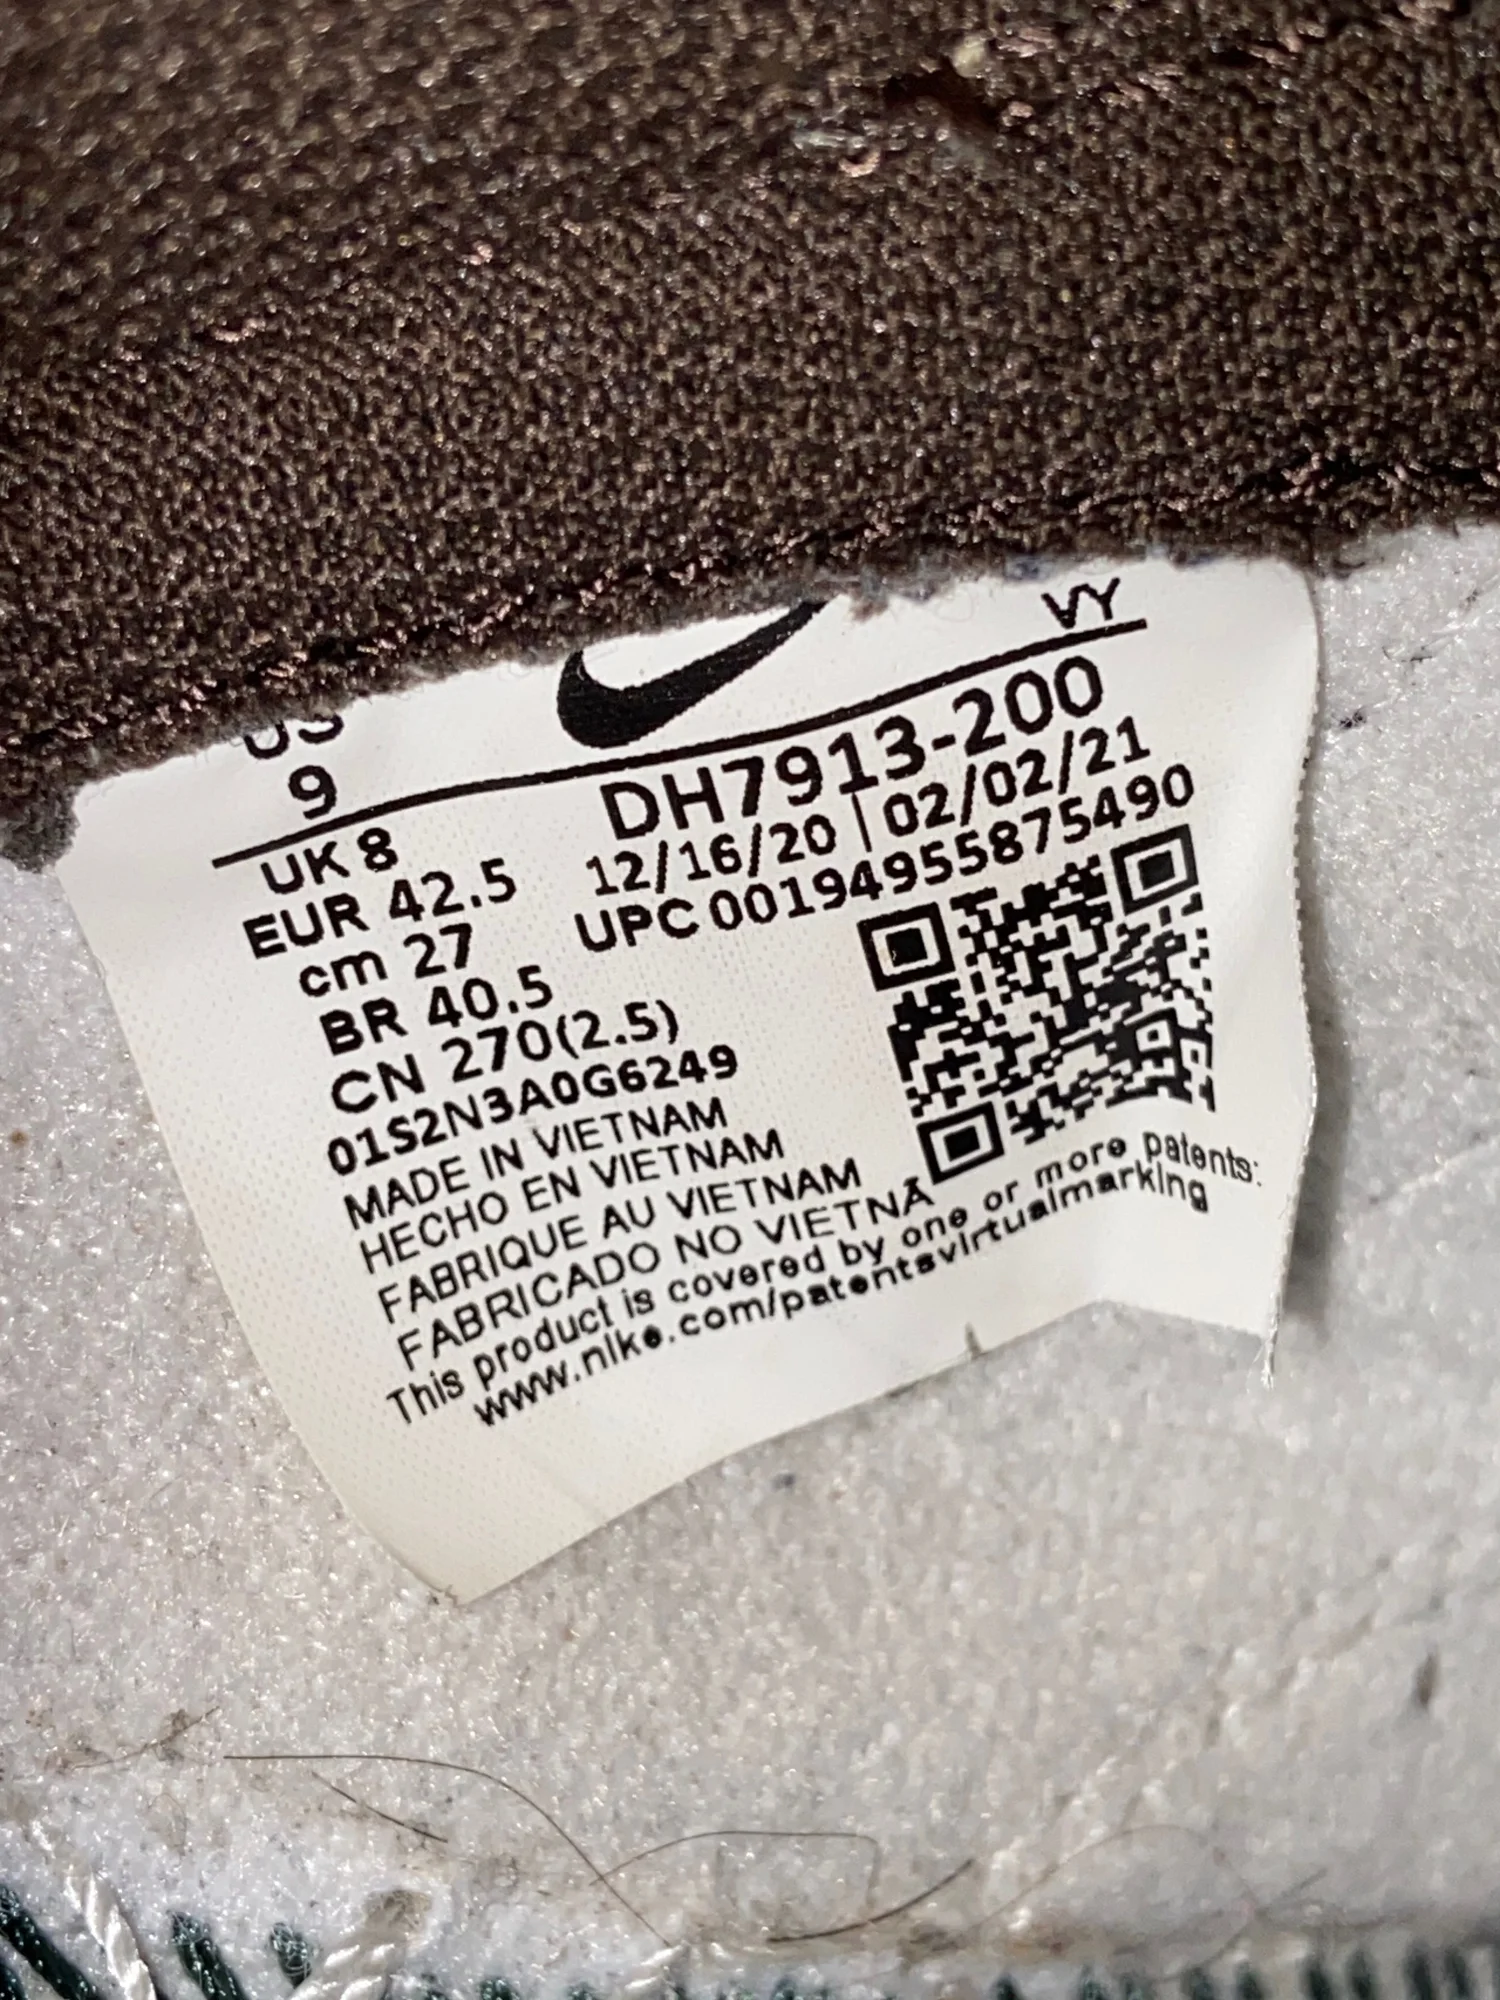 VY
US
9
DH7913-200
UK 8
12/16/20 | 02/02/21
EUR 42.5
UPC 00194955875490
cm 27
BR 40.5
CN 270(2.5)
01S2N3A0G6249
MADE IN VIETNAM
HECHO EN VIETNAM
FABRIQUE AU VIETNAM
FABRICADO NO VIETNÃ
This product is covered by one or more patents:
www.nike.com/patentsvirtualmarking